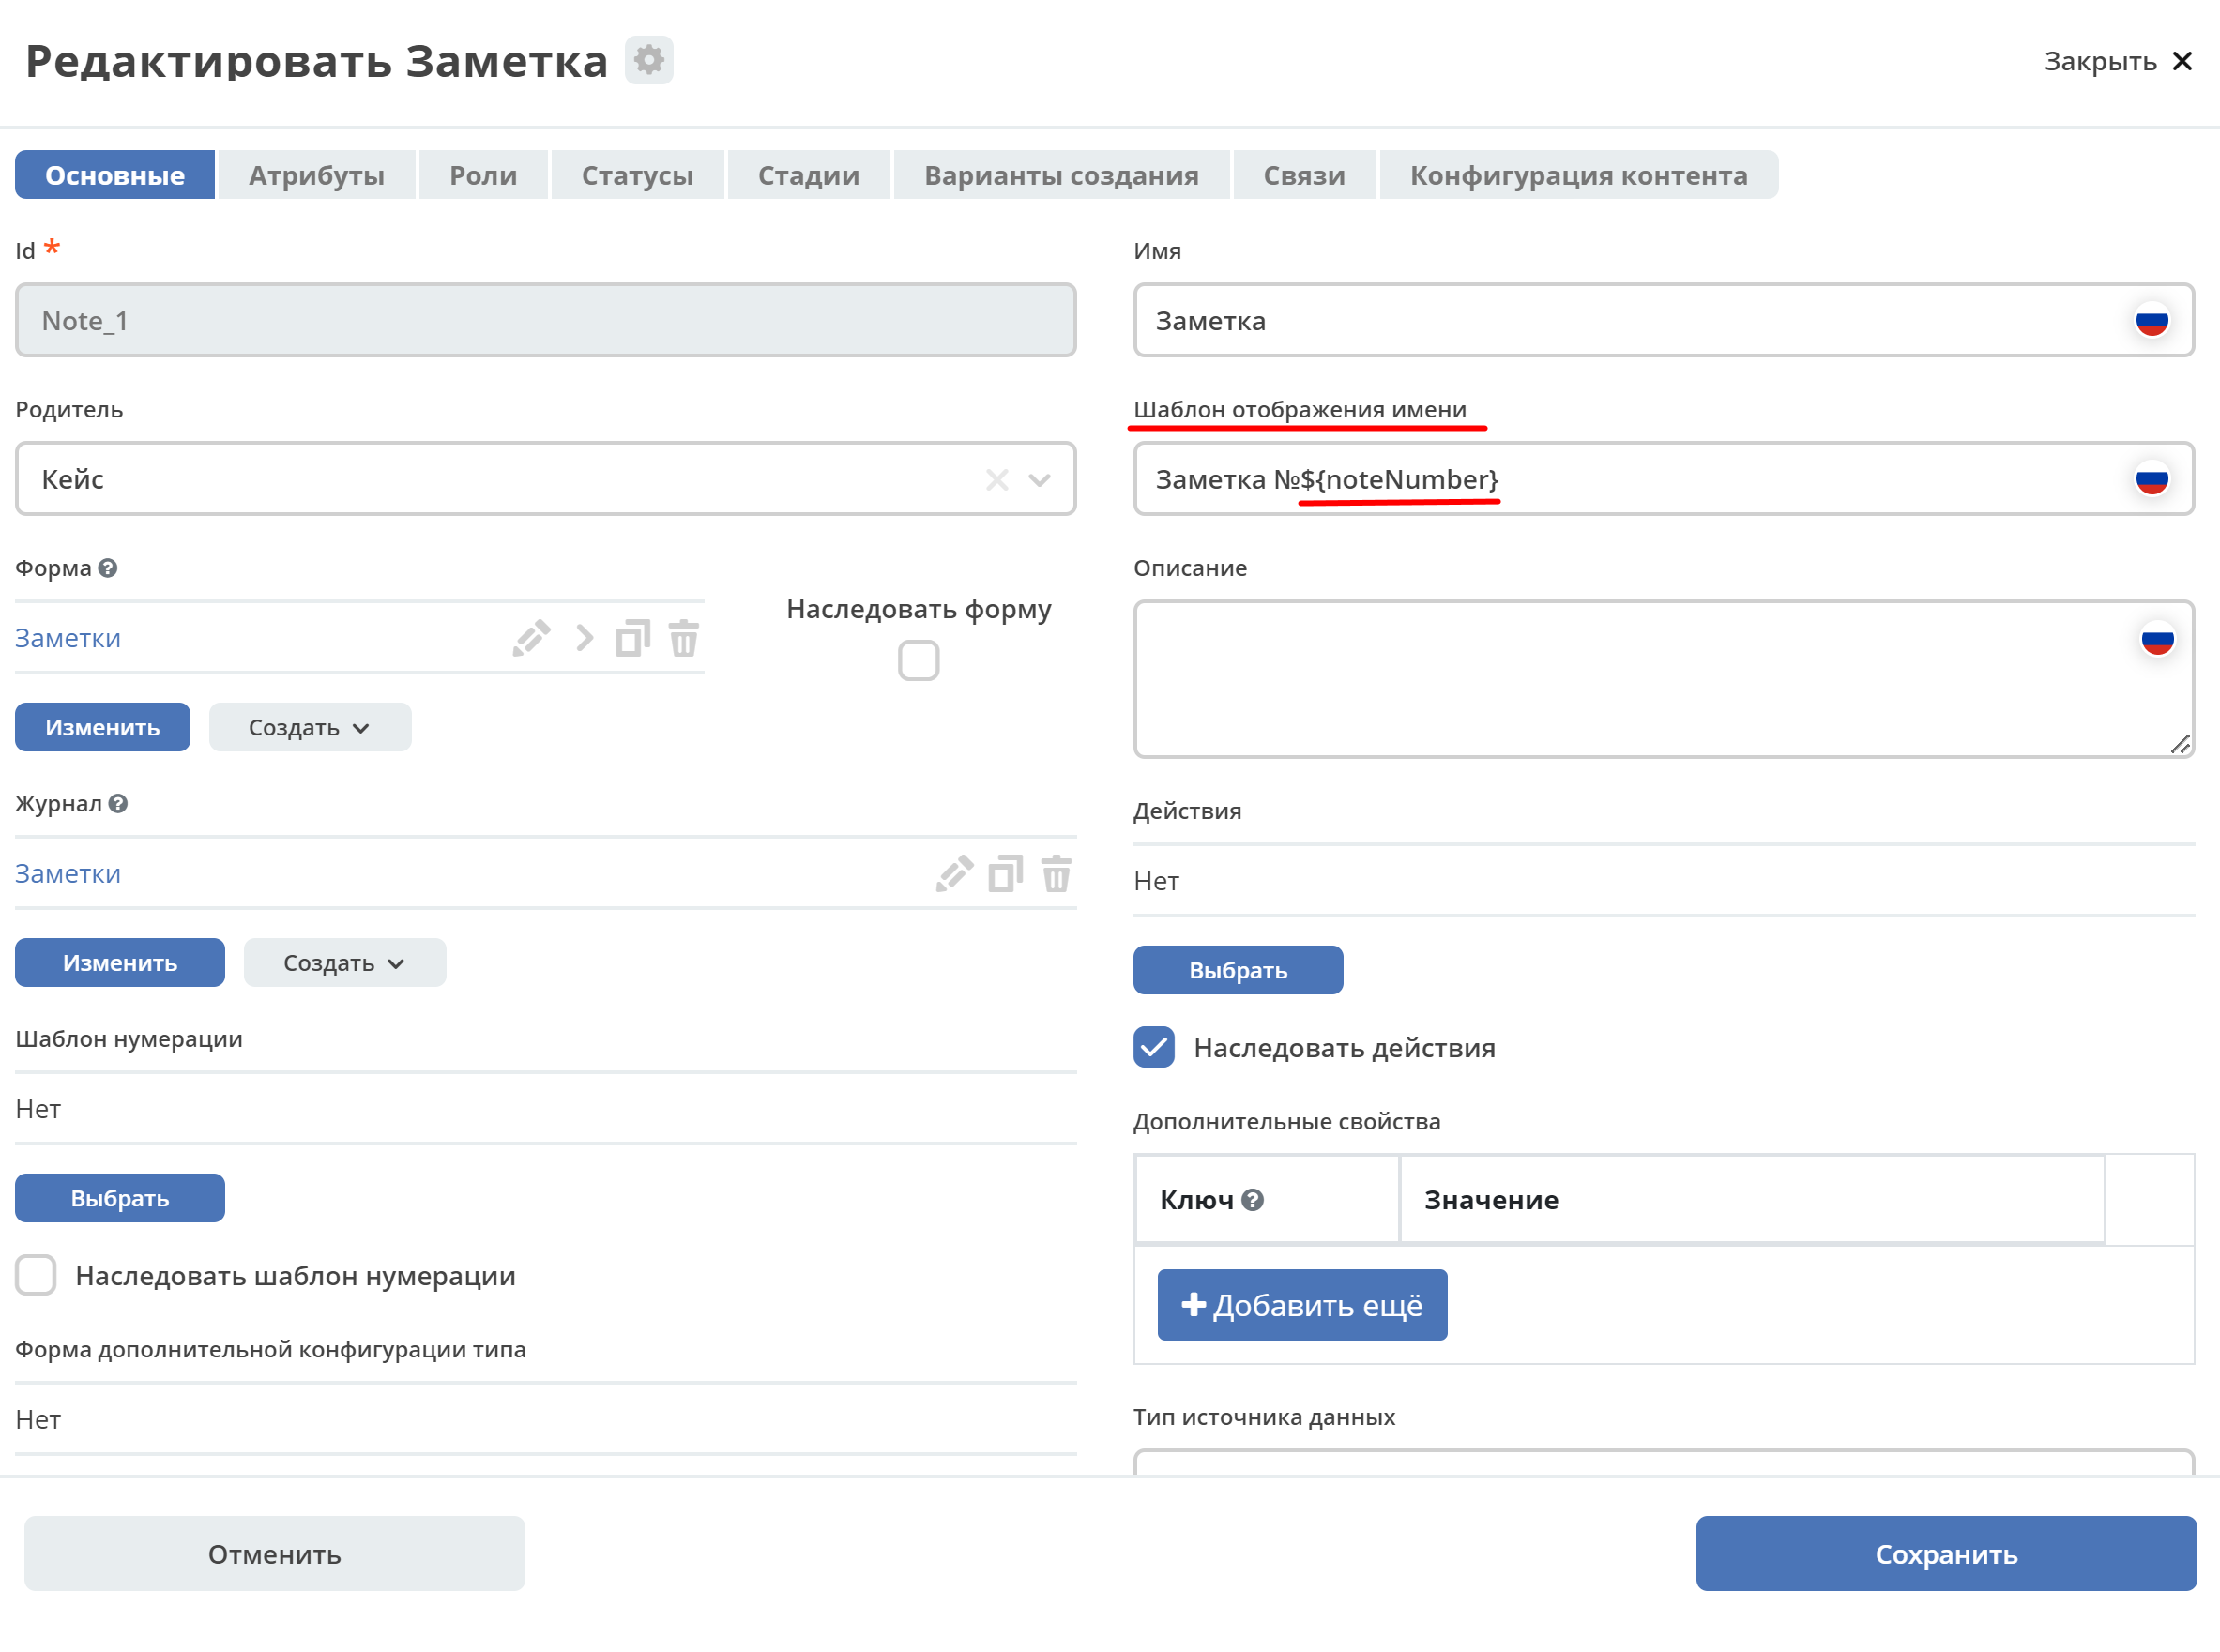 Редактировать Заметка
Закрыть
Основные
Атрибуты
Роли
Статусы
Стадии
Варианты создания
Связи
Конфигурация контента
Id *
Note_1
Имя
Заметка
Родитель
Кейс
Шаблон отображения имени
Заметка №${noteNumber}
Форма
Заметки
Наследовать форму
Изменить
Создать
Описание
Журнал
Заметки
Изменить
Создать
Действия
Нет
Выбрать
Наследовать действия
Шаблон нумерации
Нет
Выбрать
Наследовать шаблон нумерации
Дополнительные свойства
Ключ
Значение
Добавить ещё
Форма дополнительной конфигурации типа
Нет
Тип источника данных
Отменить
Сохранить